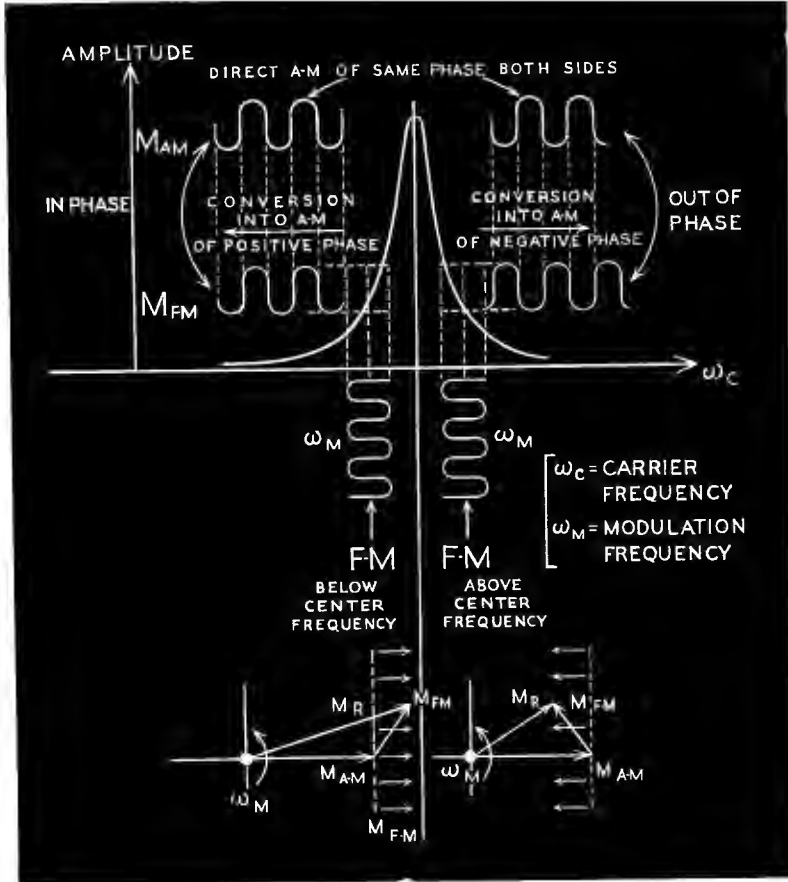 AMPLITUDE
DIRECT A-M OF SAME PHASE BOTH SIDES
MAM
IN PHASE
CONVERSION
INTO A-M
OF POSITIVE PHASE
CONVERSION
INTO A-M
OF NEGATIVE PHASE
OUT OF
PHASE
MFM
ωC
ωM
ωM
ωC = CARRIER
FREQUENCY
ωM = MODULATION
FREQUENCY
F-M
BELOW
CENTER
FREQUENCY
F-M
ABOVE
CENTER
FREQUENCY
MR
MFM
MR
MFM
MA-M
ωM
MA-M
ωM
MF-M